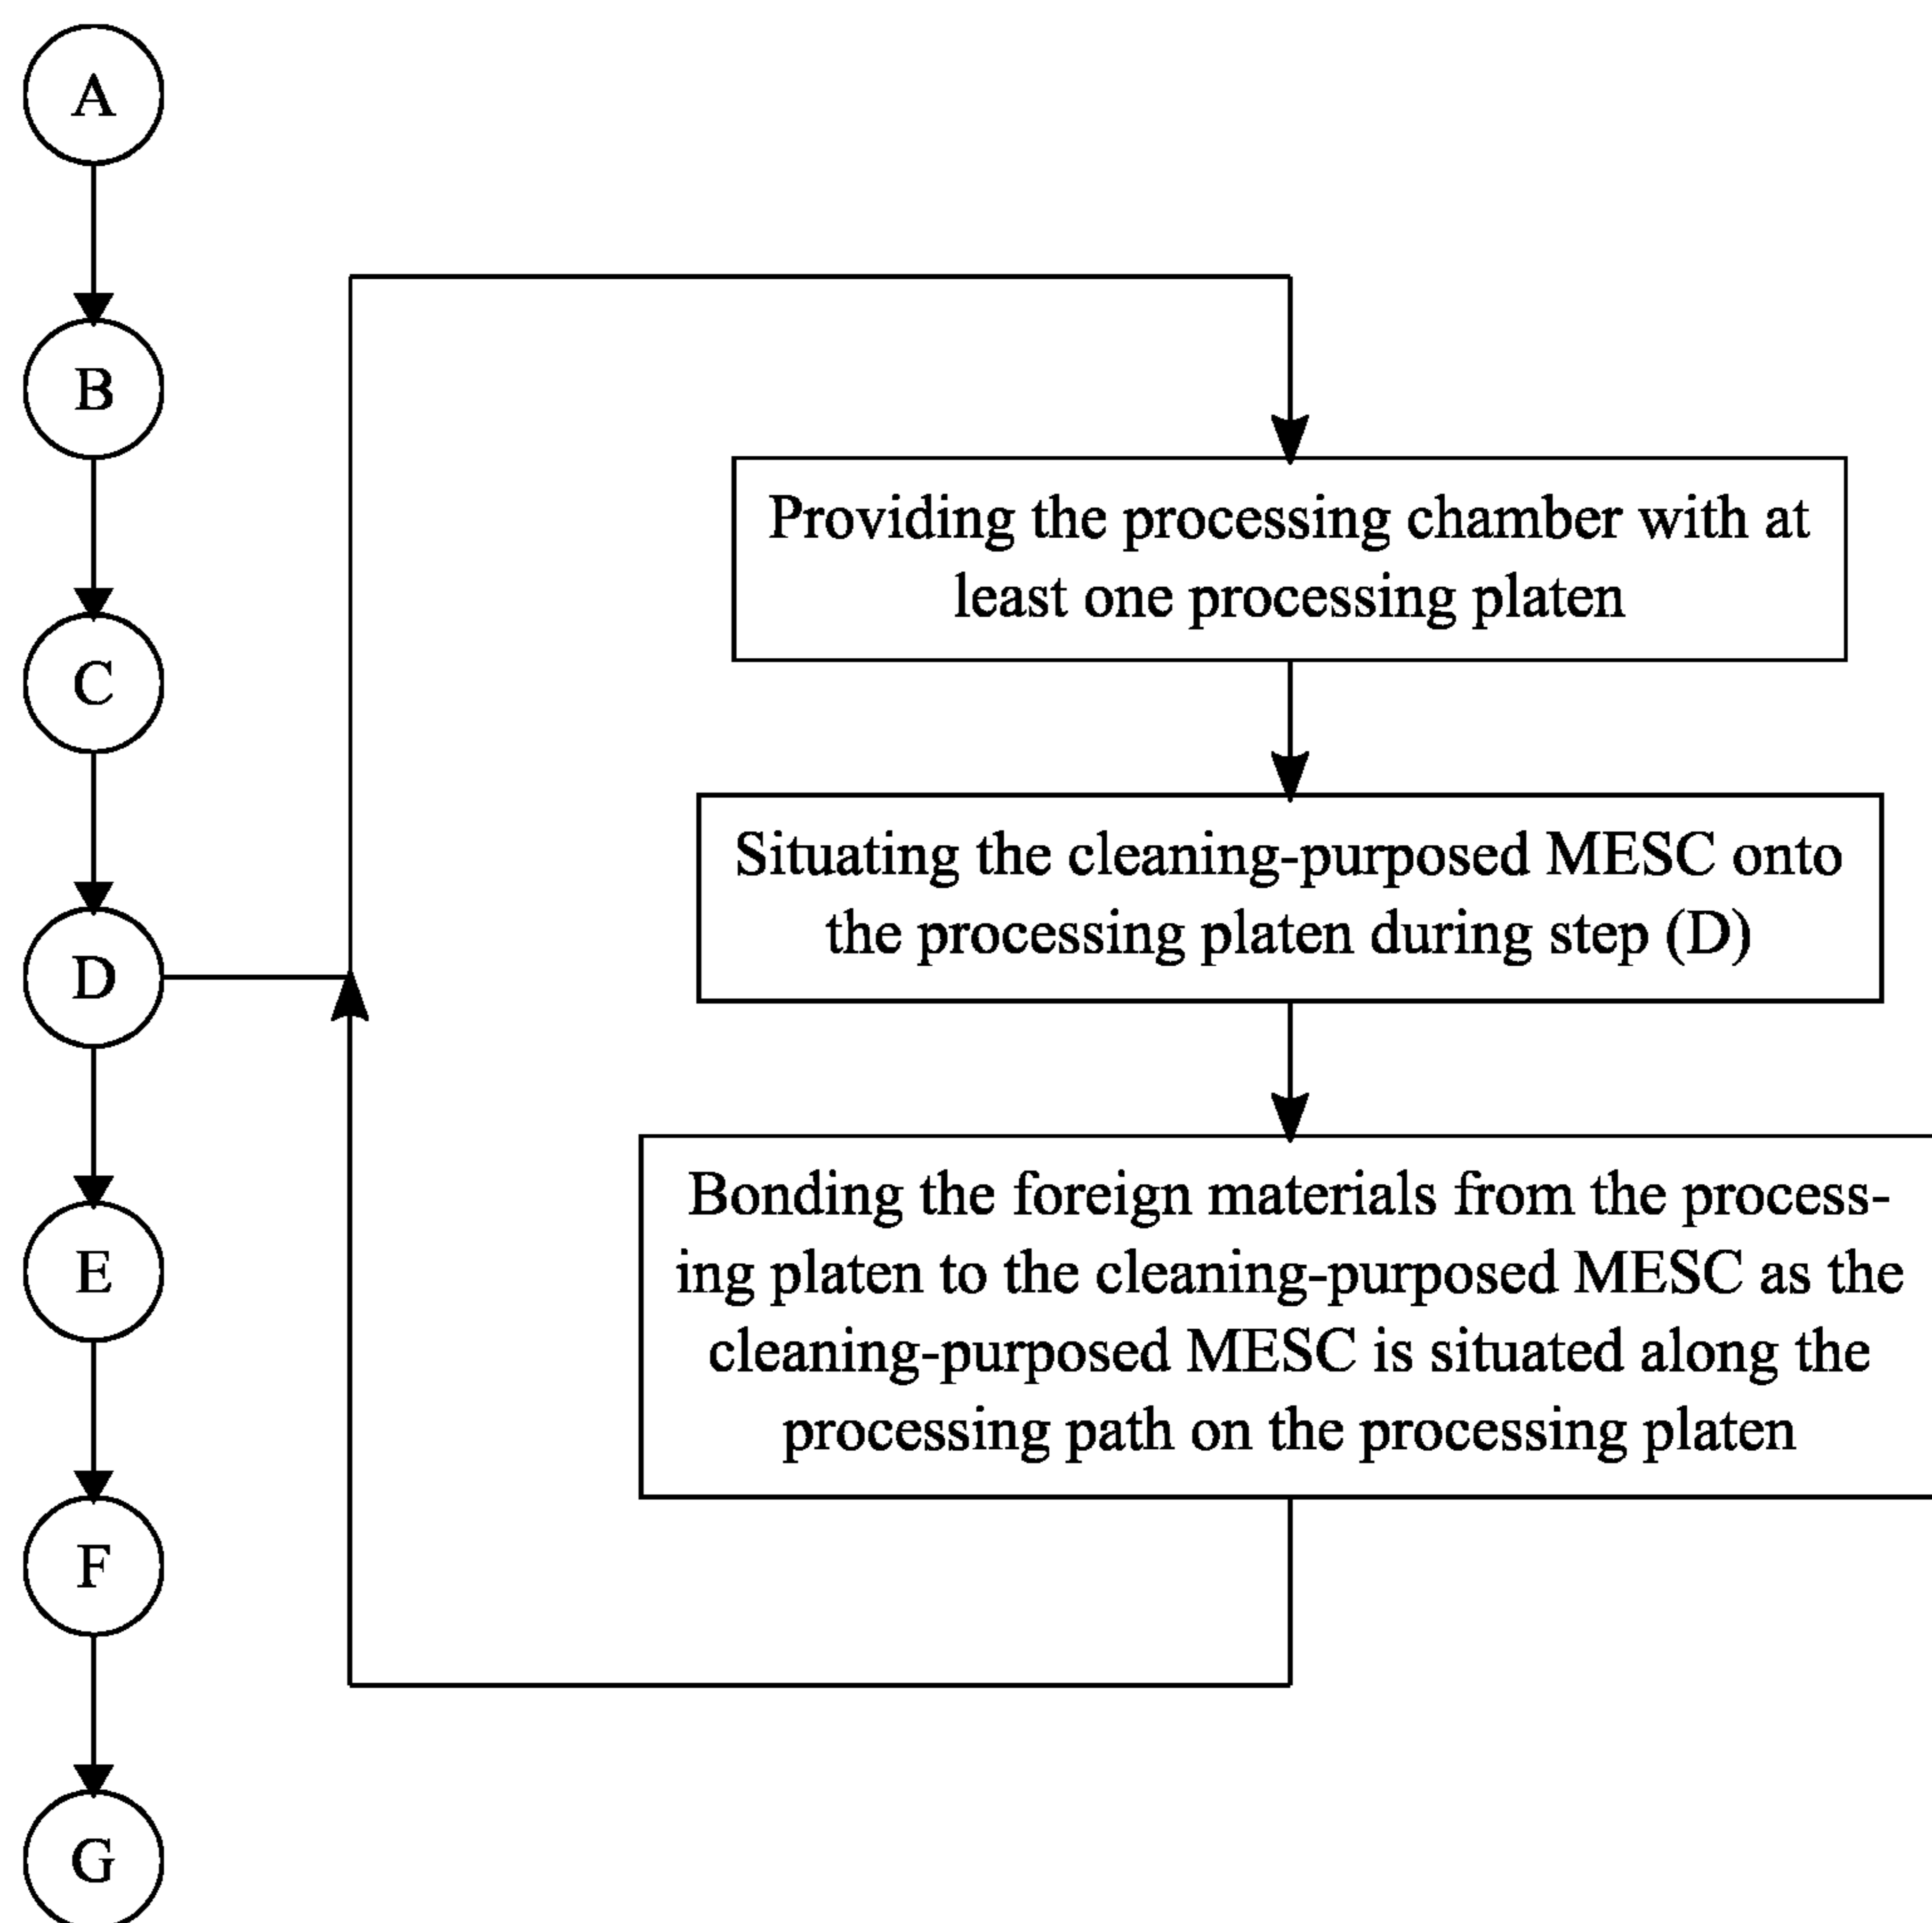 A
B
C
D
E
F
G
Providing the processing chamber with at
least one processing platen
Situating the cleaning-purposed MESC onto
the processing platen during step (D)
Bonding the foreign materials from the process-
ing platen to the cleaning-purposed MESC as the
cleaning-purposed MESC is situated along the
processing path on the processing platen